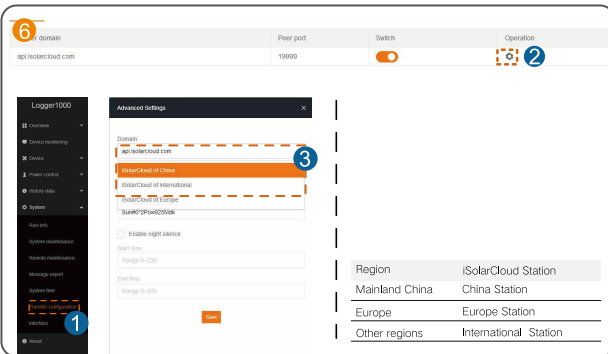 6
domain Peer port Switch Operation
api.isolarcloud.com 19999
2
Logger1000
Overview
Device monitoring
Device
Power control
History data
System
Run-info
System maintenance
Remote maintenance
Message export
System time
Transfer configuration
1
Interface
About
Advanced Settings
Domain
api.isolarcloud.com
3
iSolarCloud of China
iSolarCloud of International
iSolarCloud of Europe
Enable night silence
Start time
Range 0~23h
End time
Range 0~23h
Save
Region iSolarCloud Station
Mainland China China Station
Europe Europe Station
Other regions International Station